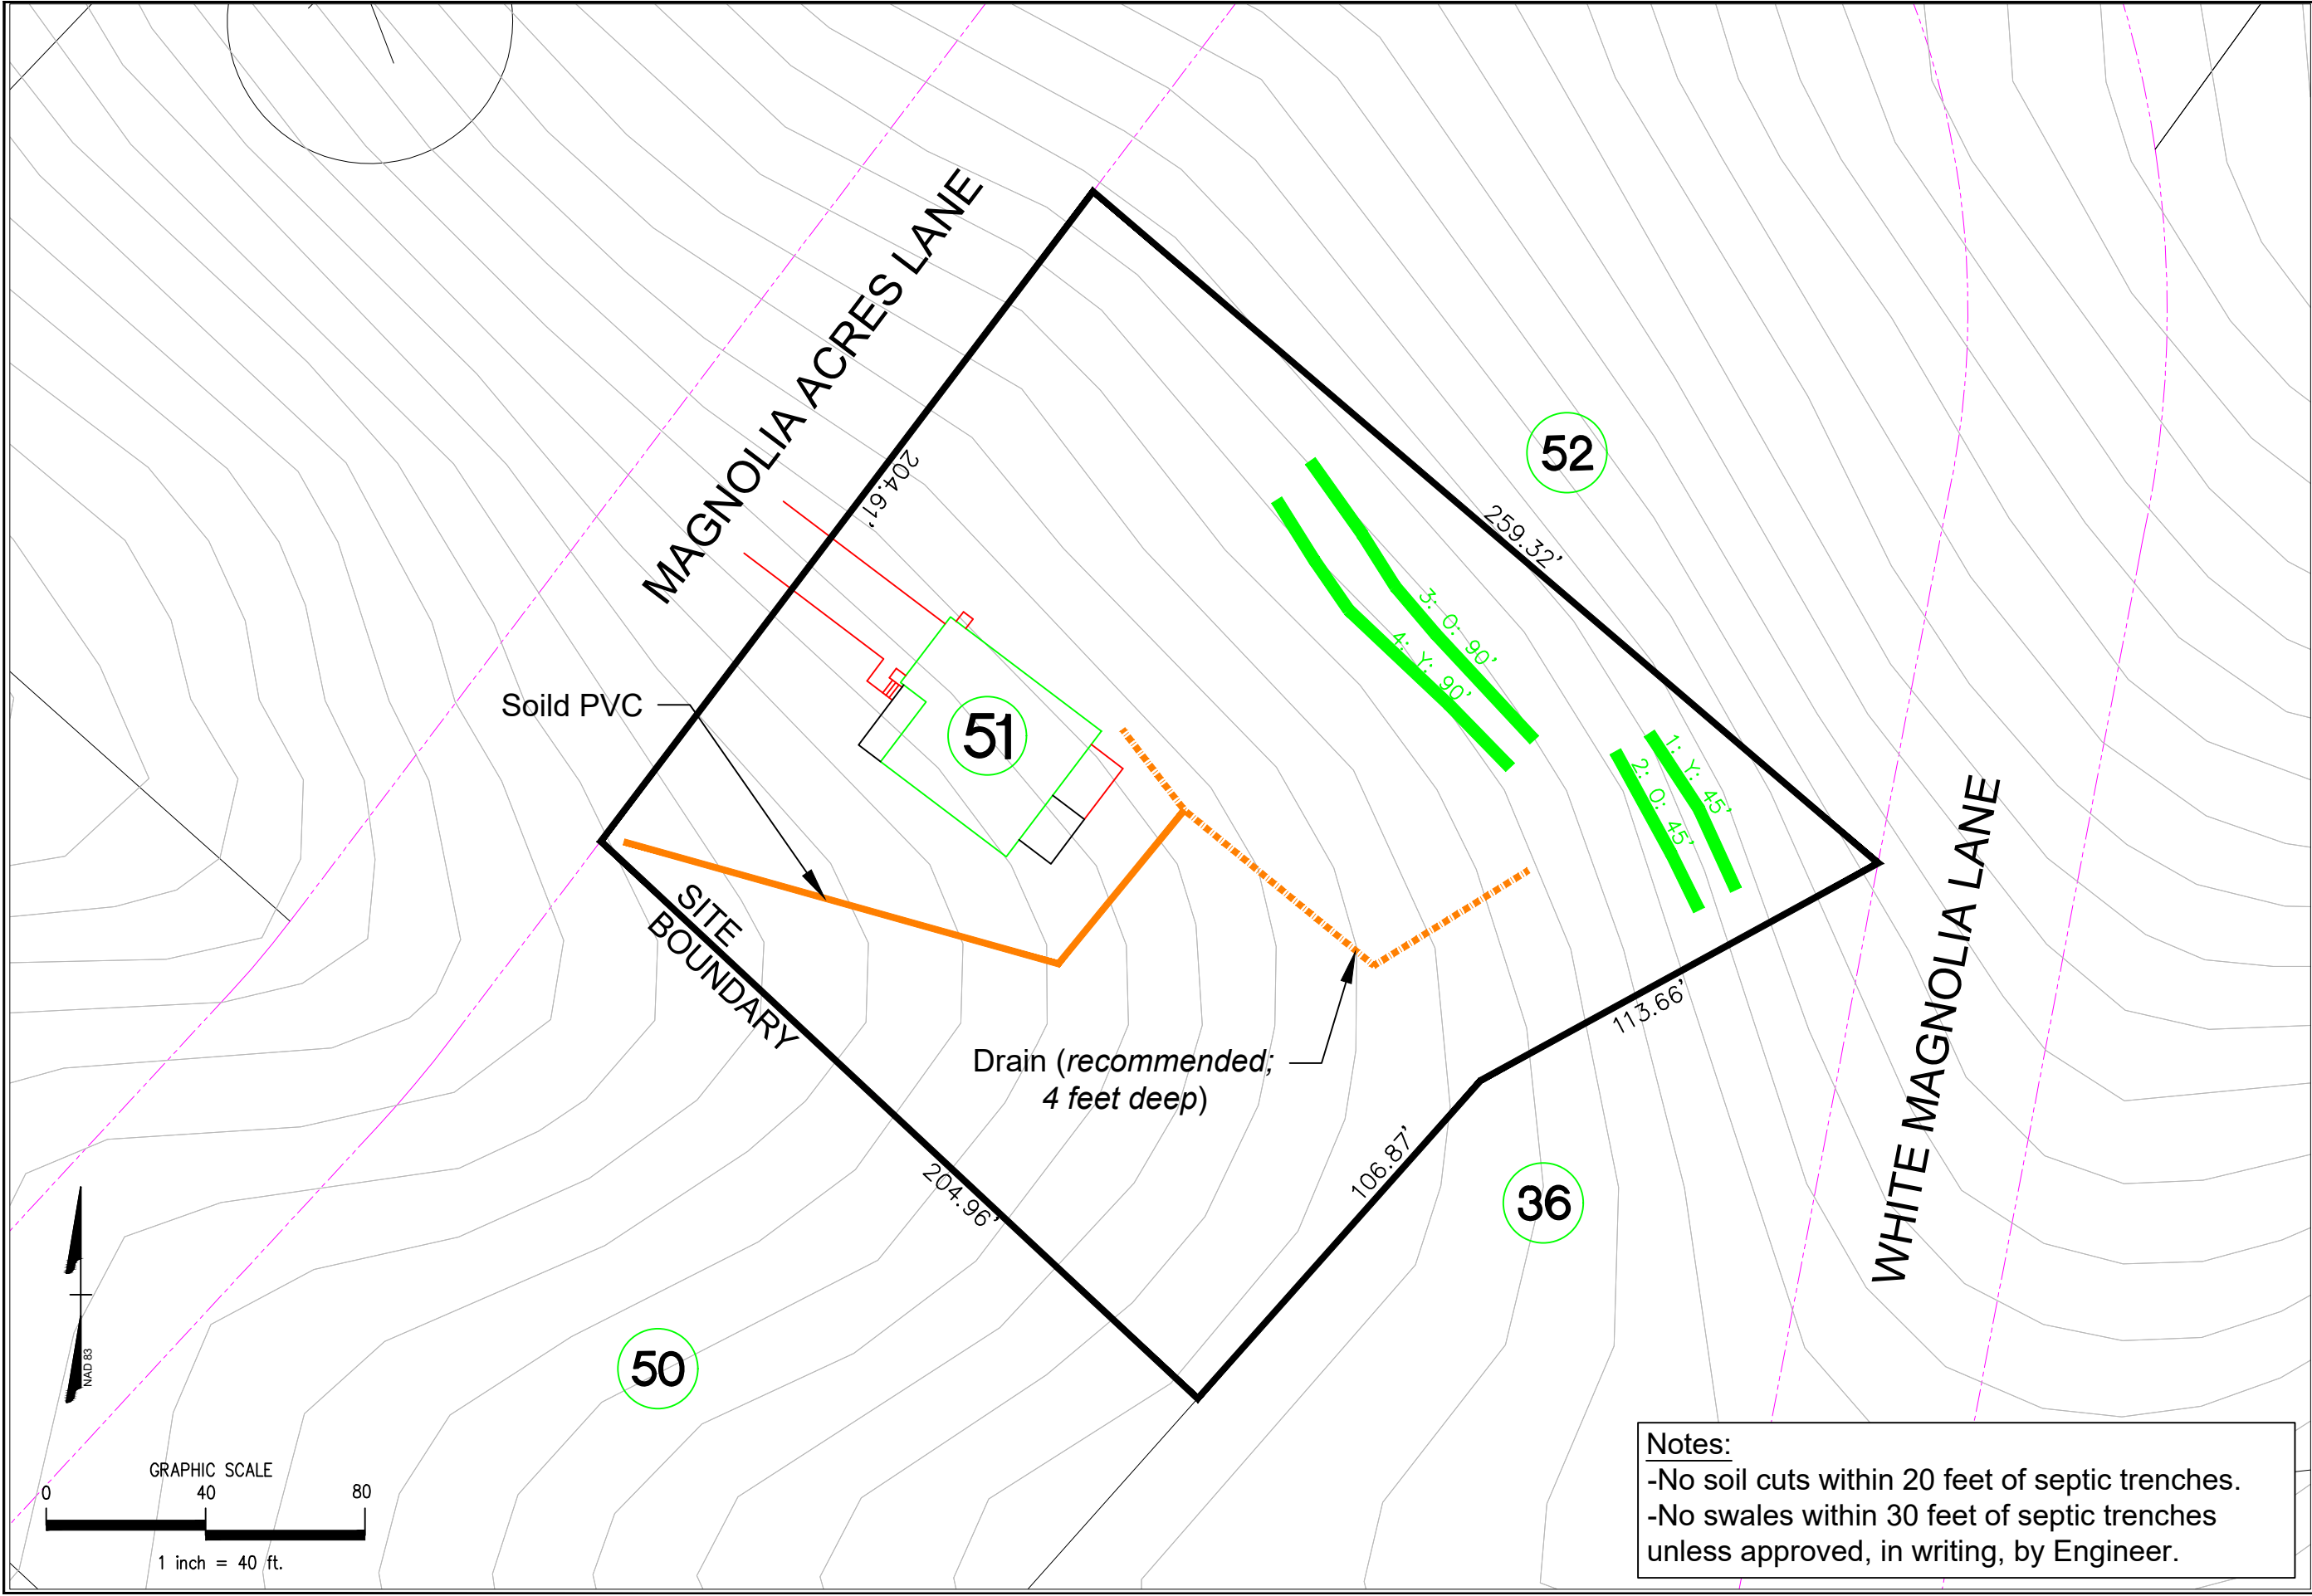 MAGNOLIA ACRES LANE
204.61'
52
259.32'
3: O: 90'
4: Y: 90'
Soild PVC
51
1: Y: 45'
2: O: 45'
SITE
BOUNDARY
WHITE MAGNOLIA LANE
113.66'
Drain (recommended;
4 feet deep)
106.87'
204.96'
36
NAD 83
50
GRAPHIC SCALE
0 40 80
1 inch = 40 ft.
Notes:
-No soil cuts within 20 feet of septic trenches.
-No swales within 30 feet of septic trenches
unless approved, in writing, by Engineer.